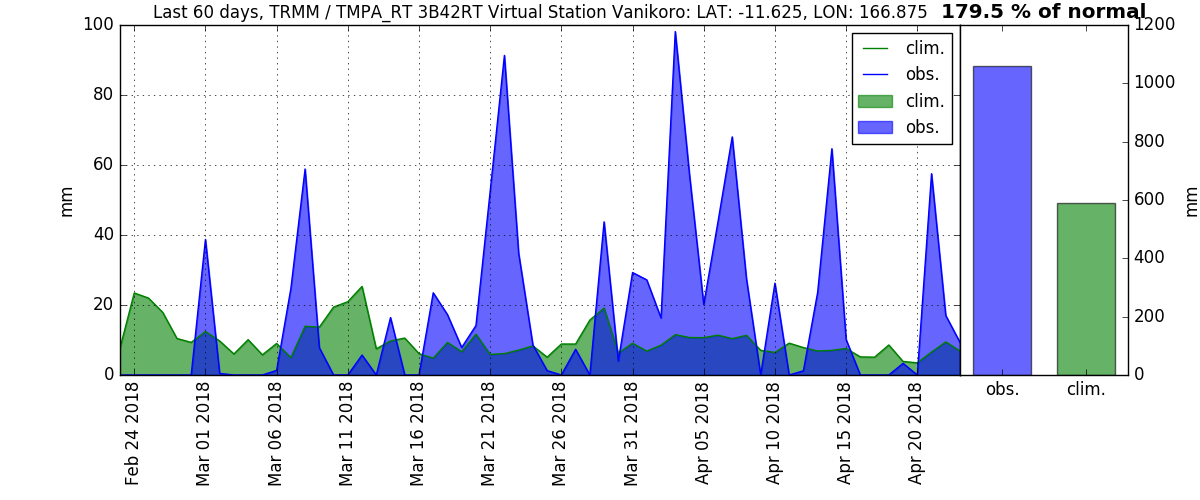 Last 60 days, TRMM / TMPA_RT 3B42RT Virtual Station Vanikoro: LAT: -11.625, LON: 166.875 179.5 % of normal
100
80
60
40
20
0
mm
clim.
obs.
clim.
obs.
1200
1000
800
600
400
200
0
mm
obs.
clim.
Feb 24 2018
Mar 01 2018
Mar 06 2018
Mar 11 2018
Mar 16 2018
Mar 21 2018
Mar 26 2018
Mar 31 2018
Apr 05 2018
Apr 10 2018
Apr 15 2018
Apr 20 2018